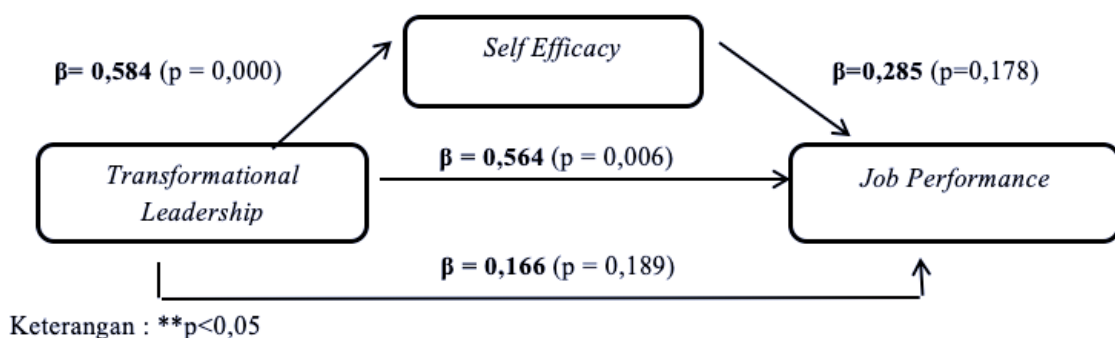 Self Efficacy
β= 0,584 (p = 0,000)
β=0,285 (p=0,178)
β = 0,564 (p = 0,006)
Transformational
Leadership
Job Performance
β = 0,166 (p = 0,189)
Keterangan : **p<0,05